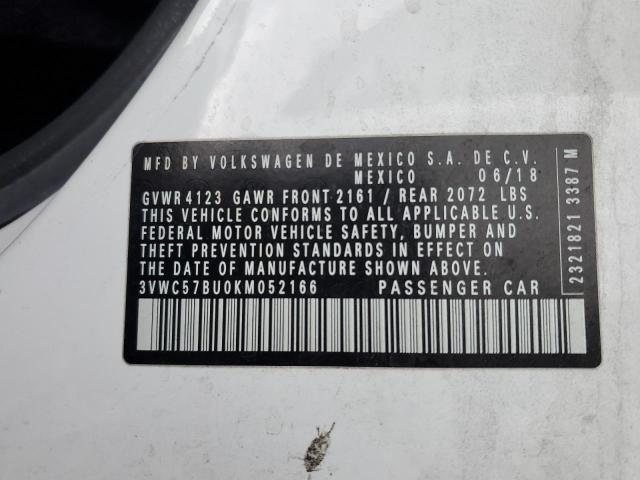 MFD BY VOLKSWAGEN DE MEXICO S.A. DE C.V.
MEXICO 06/18
GVWR 4123 GAWR FRONT 2161 / REAR 2072 LBS
THIS VEHICLE CONFORMS TO ALL APPLICABLE U.S.
FEDERAL MOTOR VEHICLE SAFETY, BUMPER AND
THEFT PREVENTION STANDARDS IN EFFECT ON
THE DATE OF MANUFACTURE SHOWN ABOVE.
3VWC57BU0KM052166 PASSENGER CAR
2321821 3387 M